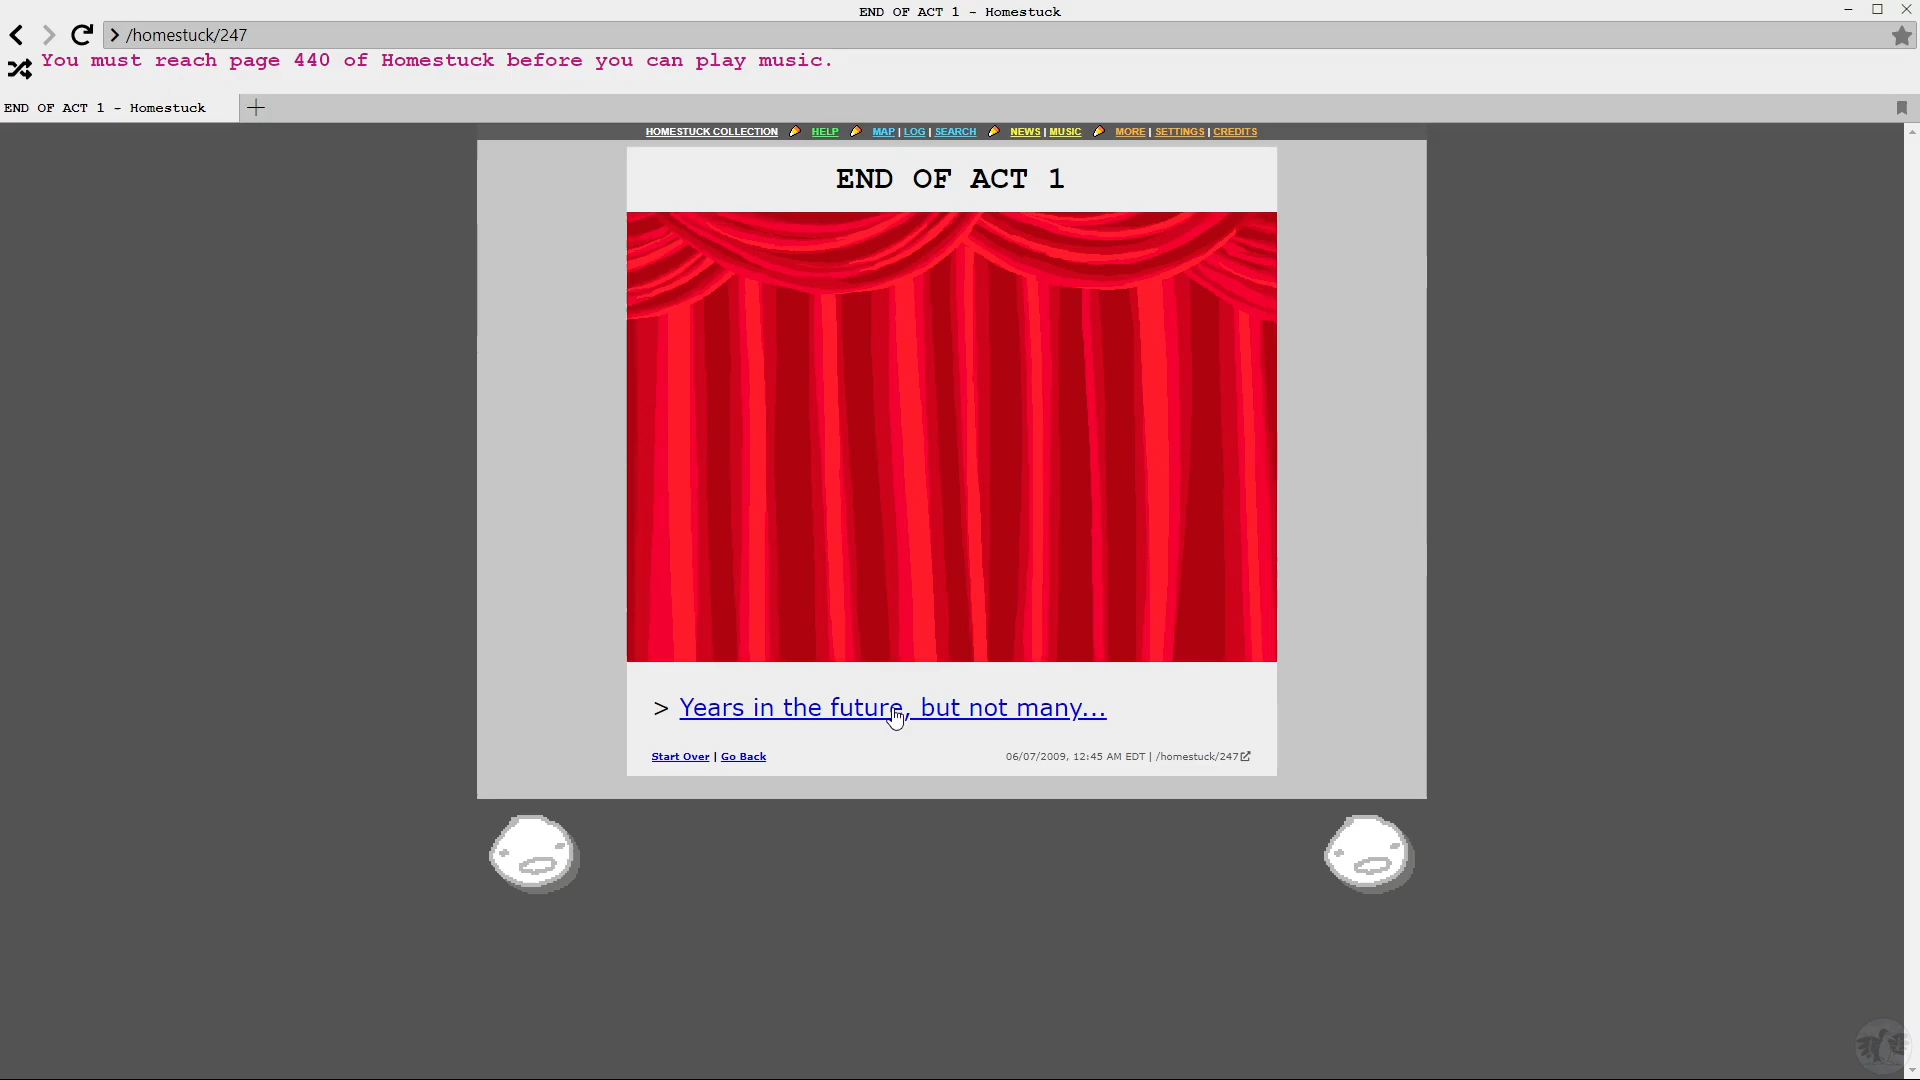 END OF ACT 1 - Homestuck
/homestuck/247
You must reach page 440 of Homestuck before you can play music.
END OF ACT 1 - Homestuck
HOMESTUCK COLLECTION HELP MAP | LOG | SEARCH NEWS | MUSIC MORE | SETTINGS | CREDITS
END OF ACT 1
> Years in the future, but not many...
Start Over | Go Back 06/07/2009, 12:45 AM EDT | /homestuck/247